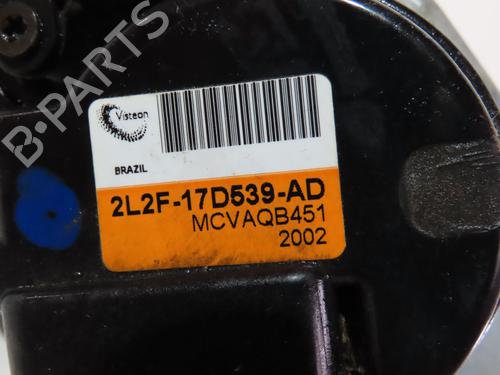 B-PARTS
Visteon
BRAZIL
2L2F-17D539-AD
MCVAQB451
2002